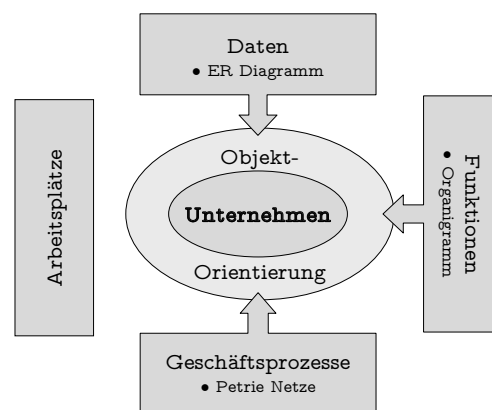 Daten
• ER Diagramm
Arbeitsplätze
Objekt-
Unternehmen
Orientierung
Funktionen
• Organigramm
Geschäftsprozesse
• Petrie Netze